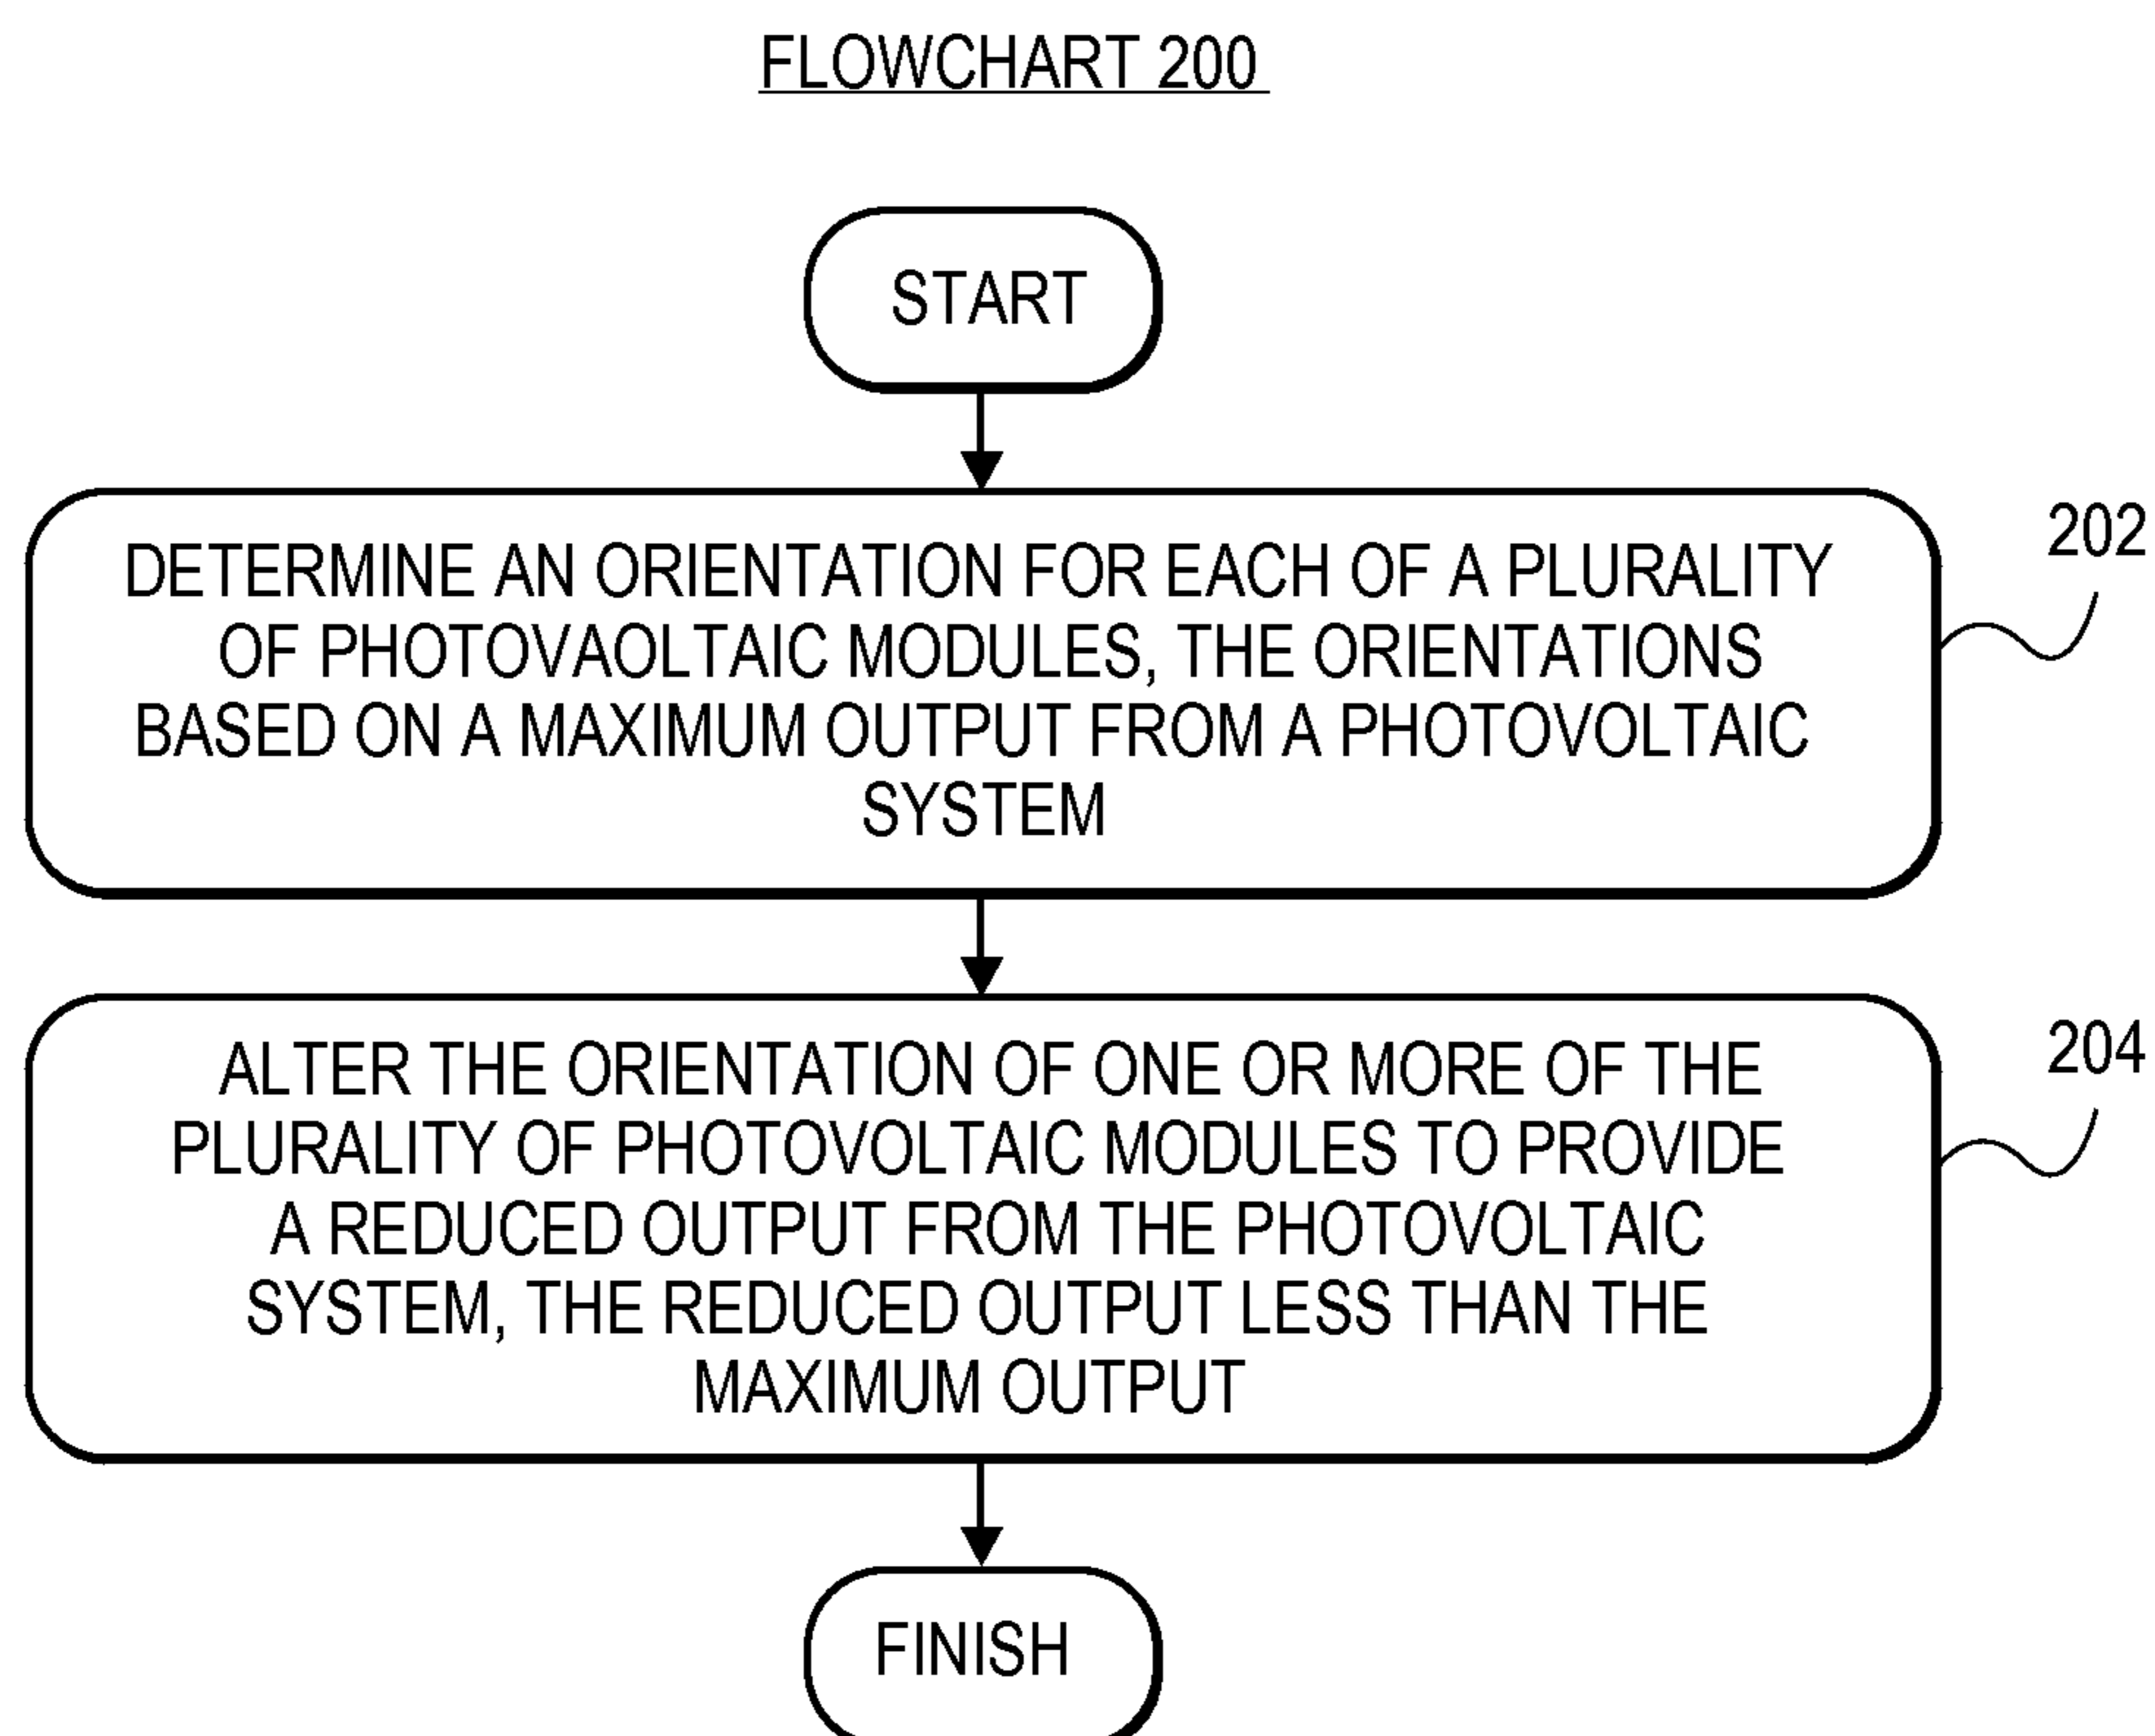 FLOWCHART 200
START
DETERMINE AN ORIENTATION FOR EACH OF A PLURALITY
OF PHOTOVAOLTAIC MODULES, THE ORIENTATIONS
BASED ON A MAXIMUM OUTPUT FROM A PHOTOVOLTAIC
SYSTEM
202
ALTER THE ORIENTATION OF ONE OR MORE OF THE
PLURALITY OF PHOTOVOLTAIC MODULES TO PROVIDE
A REDUCED OUTPUT FROM THE PHOTOVOLTAIC
SYSTEM, THE REDUCED OUTPUT LESS THAN THE
MAXIMUM OUTPUT
204
FINISH